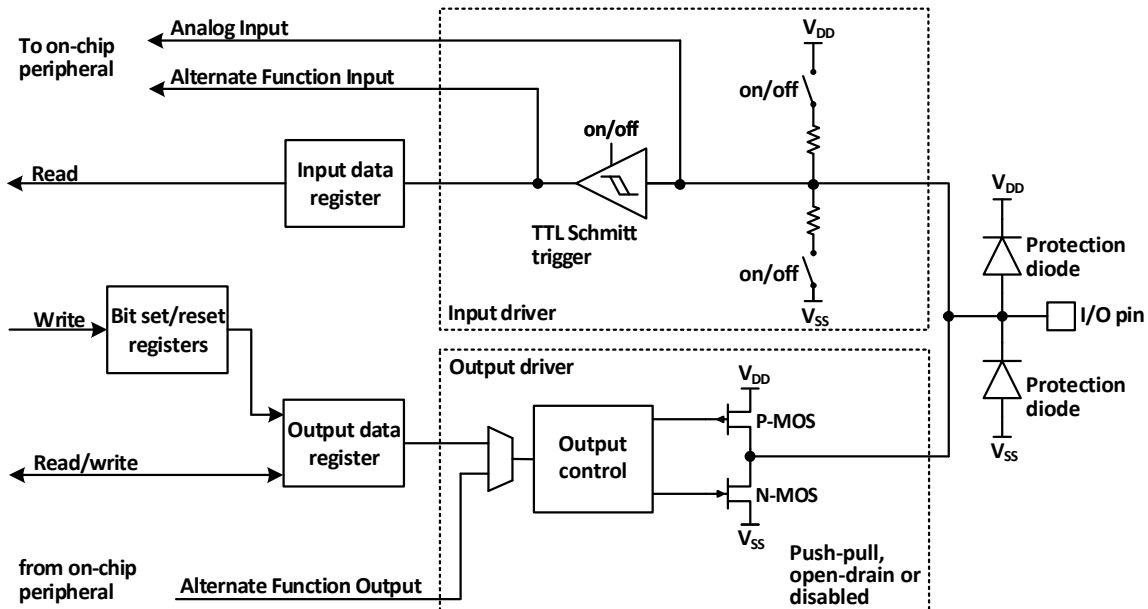 To on-chip
peripheral
Analog Input
Alternate Function Input
Read
Input data
register
on/off
TTL Schmitt
trigger
V_DD
on/off
on/off
V_SS
Input driver
V_DD
Protection
diode
I/O pin
Protection
diode
V_SS
Write
Bit set/reset
registers
Read/write
Output data
register
Output driver
Output
control
V_DD
P-MOS
N-MOS
V_SS
Push-pull,
open-drain or
disabled
from on-chip
peripheral
Alternate Function Output